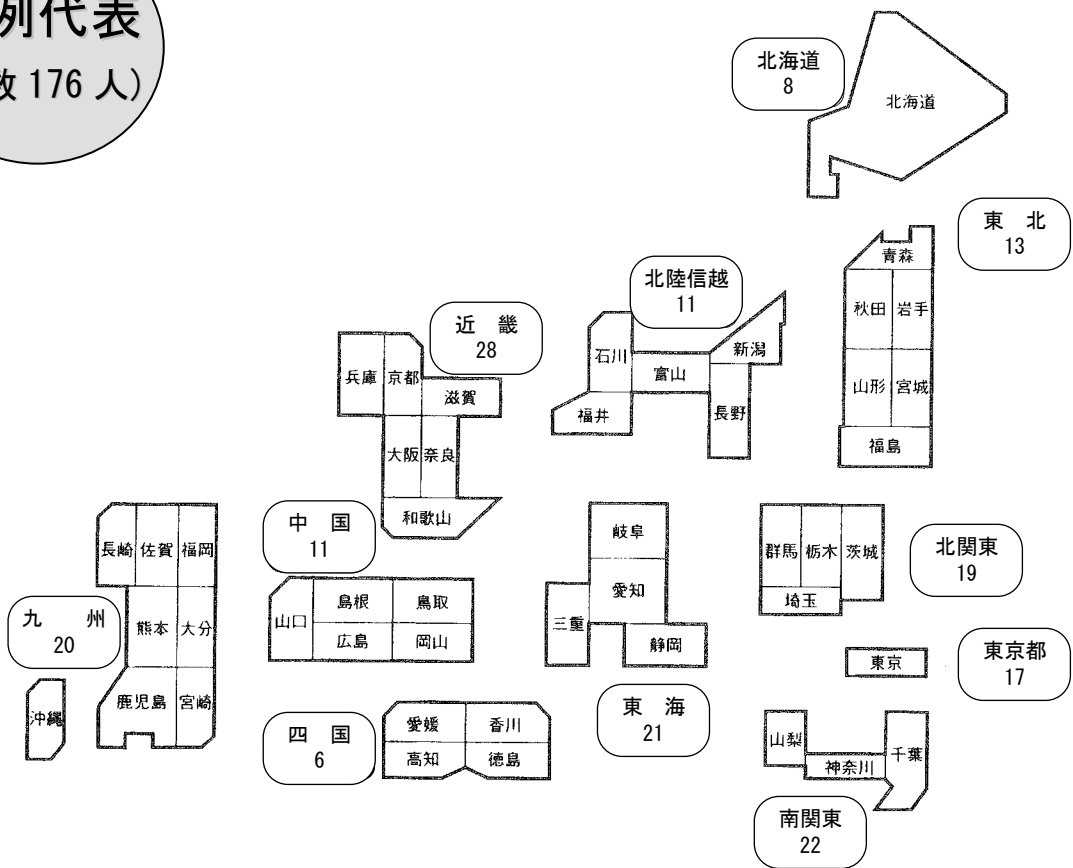 例代表
数 176 人)
北海道
8
北海道
東 北
13
青森
秋田
岩手
山形
宮城
福島
北陸信越
11
石川
富山
新潟
福井
長野
近 畿
28
兵庫
京都
滋賀
大阪
奈良
和歌山
中 国
11
山口
島根
鳥取
広島
岡山
九 州
20
長崎
佐賀
福岡
熊本
大分
鹿児島
宮崎
沖縄
四 国
6
愛媛
香川
高知
徳島
東 海
21
岐阜
愛知
三重
静岡
北関東
19
群馬
栃木
茨城
埼玉
東京都
17
東京
南関東
22
山梨
神奈川
千葉